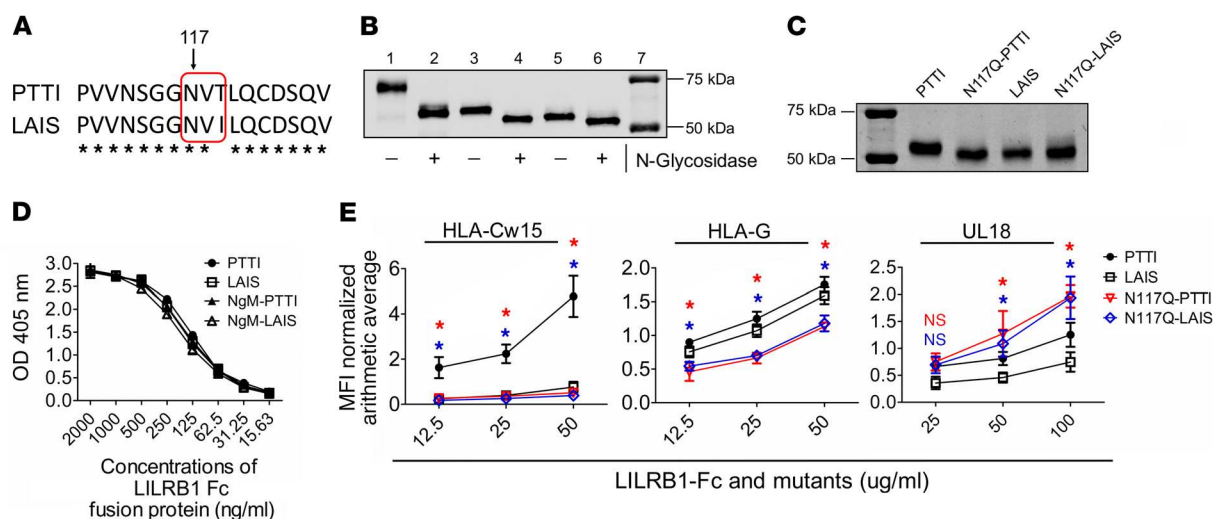 A
117
PTTI PVVNSGGNVTLQCDSQV
LAIS PVVNSGGNVILQCDSQV
* * * * * * * * * * * * * * * *
B
1 2 3 4 5 6 7
75 kDa
50 kDa
– + – + – + N-Glycosidase
C
PTTI N117Q-PTTI LAIS N117Q-LAIS
75 kDa
50 kDa
D
OD 405 nm
3.0
2.5
2.0
1.5
1.0
0.5
0.0
PTTI
LAIS
NgM-PTTI
NgM-LAIS
2000 1000 500 250 125 62.5 31.25 15.63
Concentrations of
LILRB1 Fc
fusion protein (ng/ml)
E
MFI normalized
arithmetic average
HLA-Cw15
6
4
2
0
* * *
* * *
12.5 25 50
HLA-G
2.0
1.5
1.0
0.5
0.0
* * *
* * *
12.5 25 50
UL18
2.5
2.0
1.5
1.0
0.5
0.0
NS * *
NS * *
25 50 100
PTTI
LAIS
N117Q-PTTI
N117Q-LAIS
LILRB1-Fc and mutants (ug/ml)